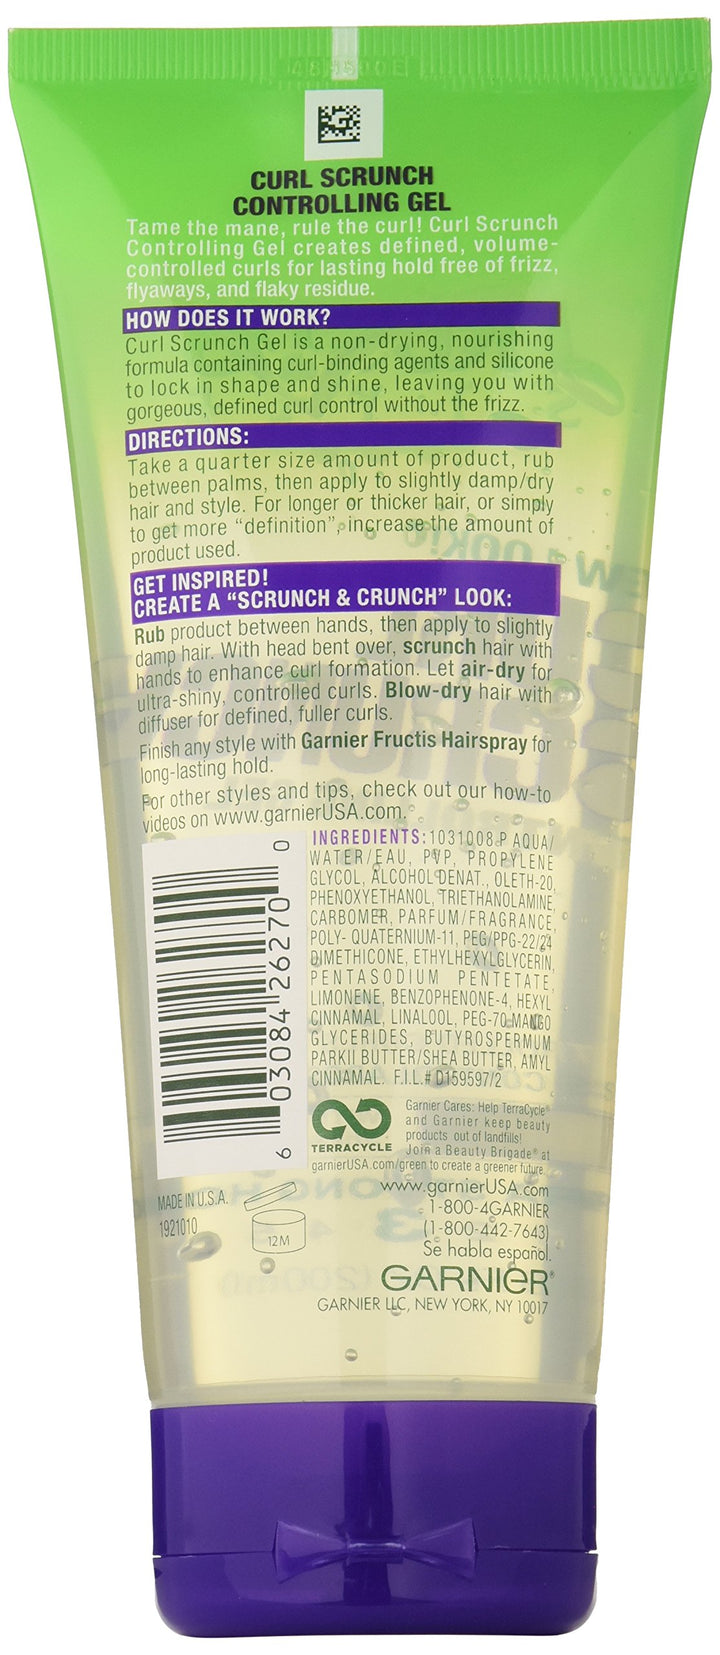 CURL SCRUNCH
CONTROLLING GEL
Tame the mane, rule the curl! Curl Scrunch
Controlling Gel creates defined, volume-
controlled curls for lasting hold free of frizz,
flyaways, and flaky residue.
HOW DOES IT WORK?
Curl Scrunch Gel is a non-drying, nourishing
formula containing curl-binding agents and silicone
to lock in shape and shine, leaving you with
gorgeous, defined curl control without the frizz.
DIRECTIONS:
Take a quarter size amount of product, rub
between palms, then apply to slightly damp/dry
hair and style. For longer or thicker hair, or simply
to get more “definition”, increase the amount of
product used.
GET INSPIRED!
CREATE A “SCRUNCH & CRUNCH” LOOK:
Rub product between hands, then apply to slightly
damp hair. With head bent over, scrunch hair with
hands to enhance curl formation. Let air-dry for
ultra-shiny, controlled curls. Blow-dry hair with
diffuser for defined, fuller curls.
Finish any style with Garnier Fructis Hairspray for
long-lasting hold.
For other styles and tips, check out our how-to
videos on www.garnierUSA.com.
INGREDIENTS: 1031008 P AQUA/
WATER/EAU, PVP, PROPYLENE
GLYCOL, ALCOHOL DENAT., OLETH-20,
PHENOXYETHANOL, TRIETHANOLAMINE,
CARBOMER, PARFUM/FRAGRANCE,
POLY- QUATERNIUM-11, PEG/PPG-22/24
DIMETHICONE, ETHYLHEXYLGLYCERIN,
PENTASODIUM PENTETATE,
LIMONENE, BENZOPHENONE-4, HEXYL
CINNAMAL, LINALOOL, PEG-70 MANGO
GLYCERIDES, BUTYROSPERMUM
PARKII BUTTER/SHEA BUTTER, AMYL
CINNAMAL. F.I.L.# D159597/2
6 03084 26270 0
TERRACYCLE
Garnier Cares: Help TerraCycle®
and Garnier keep beauty
products out of landfills!
Join a Beauty Brigade® at
garnierUSA.com/green to create a greener future.
MADE IN U.S.A.
1921010
12M
www.garnierUSA.com
1-800-4GARNIER
(1-800-442-7643)
Se habla español.
GARNIER®
GARNIER LLC, NEW YORK, NY 10017